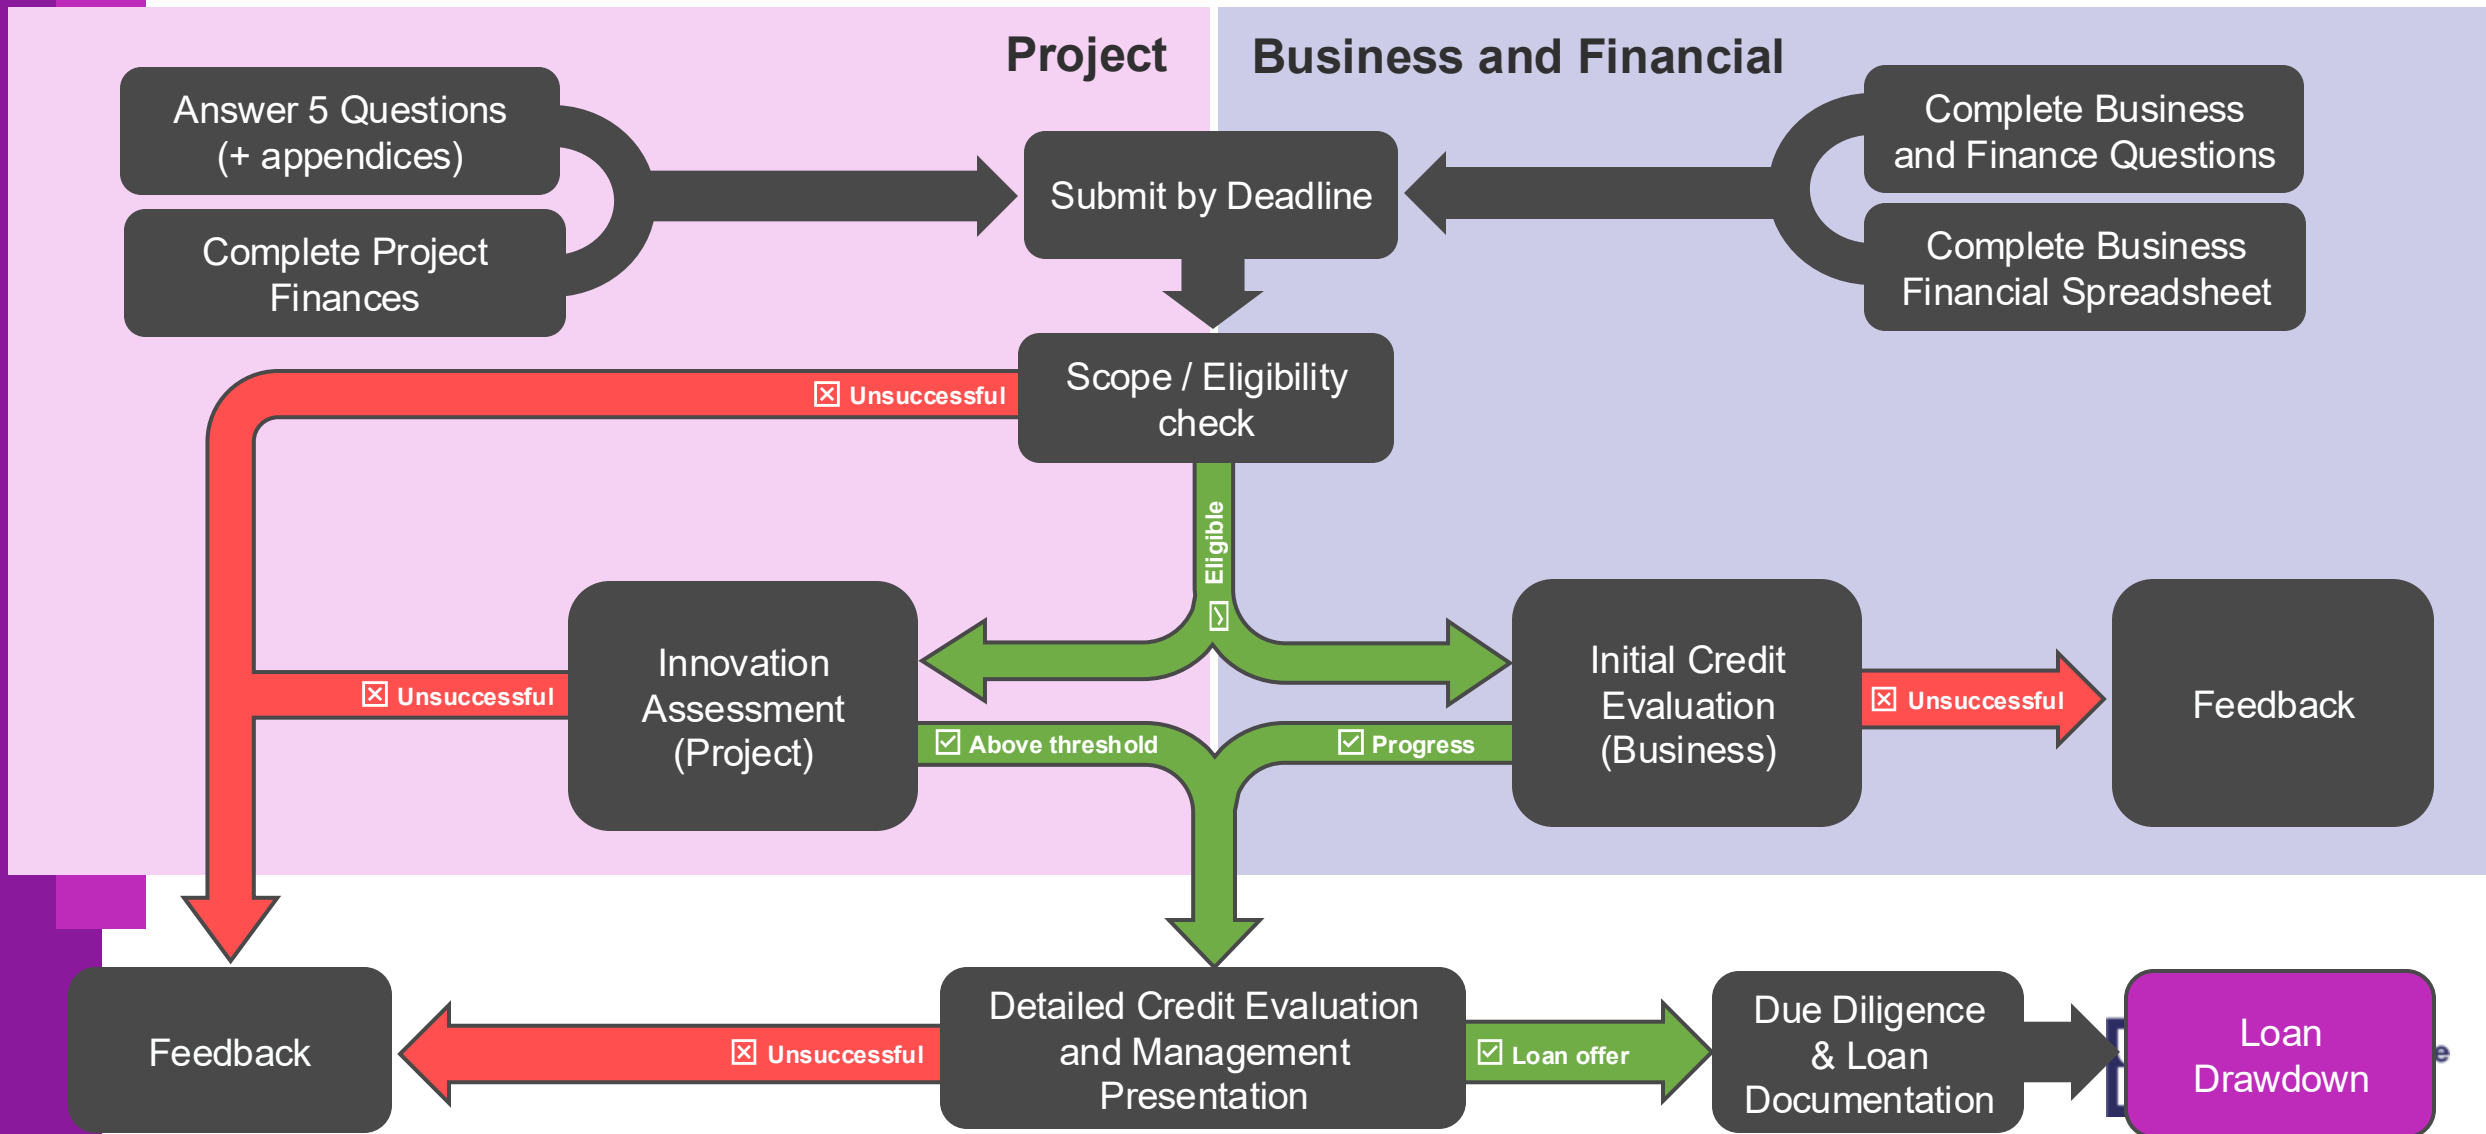 Project
Business and Financial
Answer 5 Questions
(+ appendices)
Complete Project
Finances
Submit by Deadline
Complete Business
and Finance Questions
Complete Business
Financial Spreadsheet
Scope / Eligibility
check
Unsuccessful
Eligible
Innovation
Assessment
(Project)
Unsuccessful
Above threshold
Progress
Initial Credit
Evaluation
(Business)
Unsuccessful
Feedback
Feedback
Unsuccessful
Detailed Credit Evaluation
and Management
Presentation
Loan offer
Due Diligence
& Loan
Documentation
Loan
Drawdown